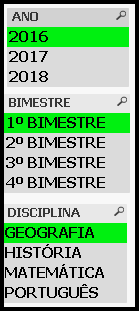 ANO
2016
2017
2018
BIMESTRE
1º BIMESTRE
2º BIMESTRE
3º BIMESTRE
4º BIMESTRE
DISCIPLINA
GEOGRAFIA
HISTÓRIA
MATEMÁTICA
PORTUGUÊS